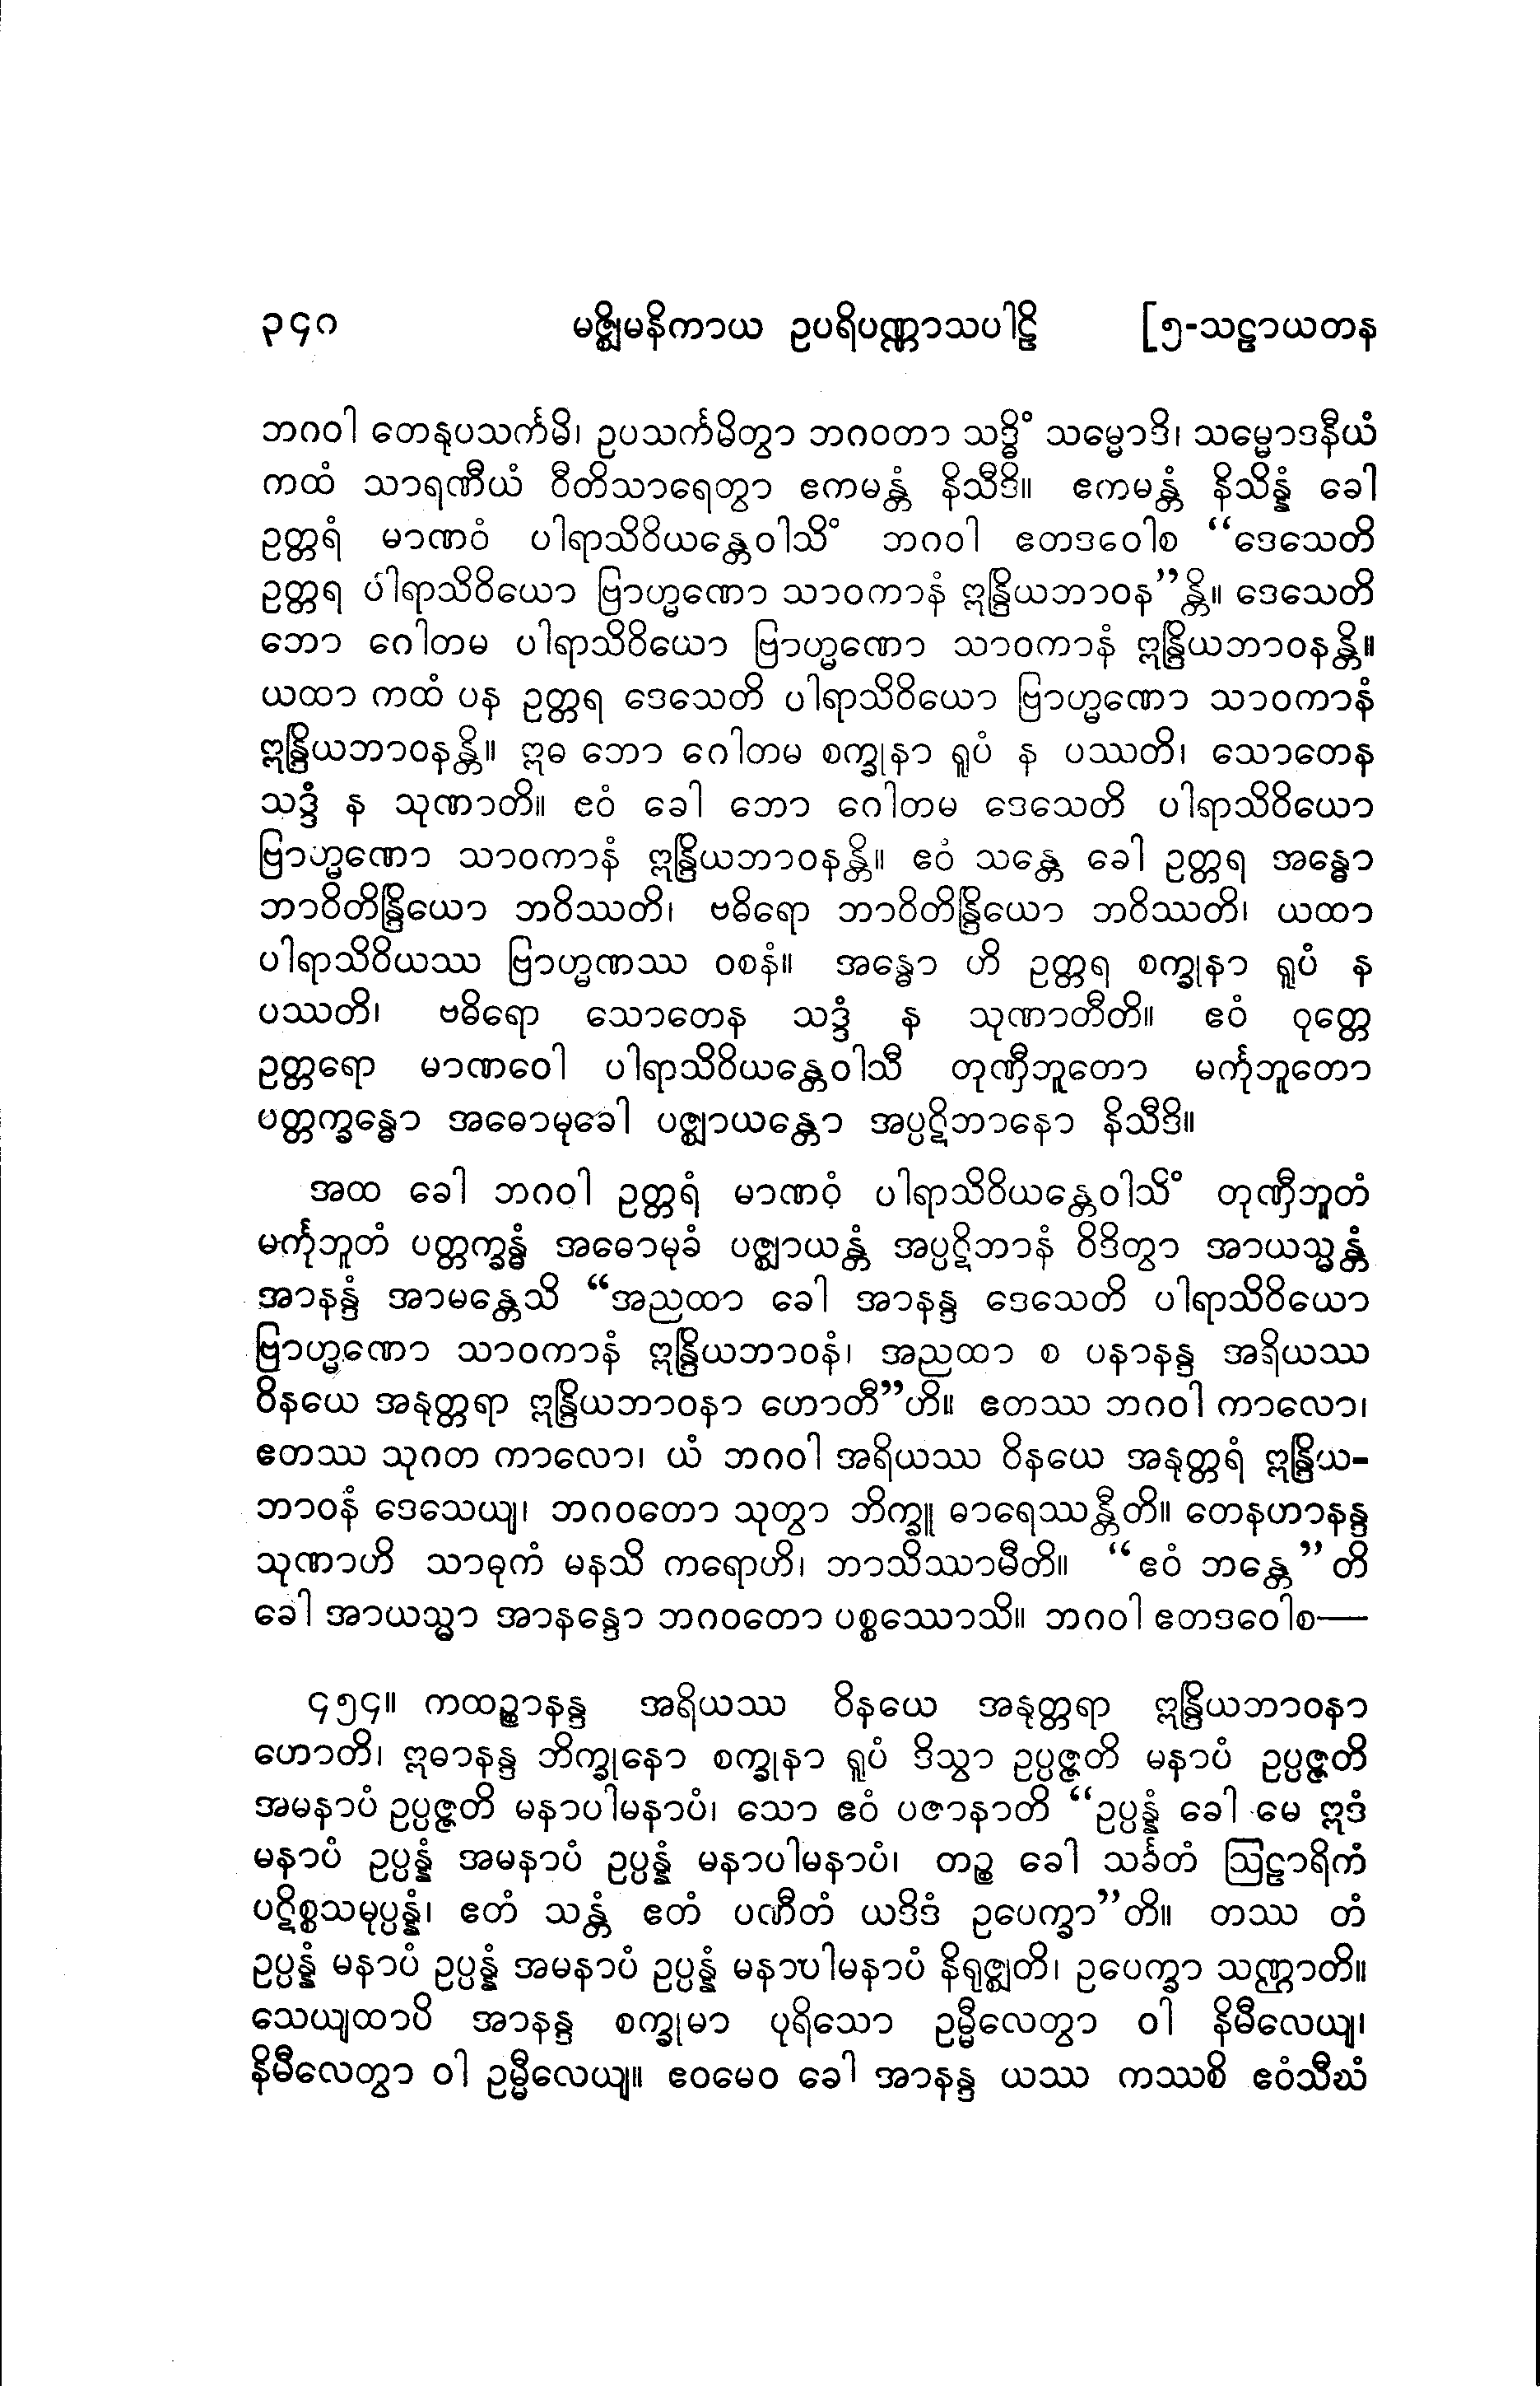 ၃၄၀ မဇ္ဈိမနိကာယ ဥပရိပဏ္ဏာသပါဠိ [၅-သဠာယတန
ဘဂဝါ တေနုပသင်္ကမိ၊ ဥပသင်္ကမိတွာ ဘဂဝတာ သဒ္ဓိံ သမ္မောဒိ၊ သမ္မောဒနီယံ
ကထံ သာရဏီယံ ဝီတိသာရေတွာ ဧကမန္တံ နိသီဒိ။ ဧကမန္တံ နိသိန္နံ ခေါ
ဥတ္တရံ မာဏဝံ ပါရာသိဝိယန္တေဝါသိံ ဘဂဝါ ဧတဒဝေါစ “ဒေသေတိ
ဥတ္တရ ပါရာသိဝိယော ဗြာဟ္မဏော သာဝကာနံ ဣန္ဒြိယဘာဝန”န္တိ။ ဒေသေတိ
ဘော ဂေါတမ ပါရာသိဝိယော ဗြာဟ္မဏော သာဝကာနံ ဣန္ဒြိယဘာဝနန္တိ။
ယထာ ကထံ ပန ဥတ္တရ ဒေသေတိ ပါရာသိဝိယော ဗြာဟ္မဏော သာဝကာနံ
ဣန္ဒြိယဘာဝနန္တိ။ ဣဓ ဘော ဂေါတမ စက္ခုနာ ရူပံ န ပဿတိ၊ သောတေန
သဒ္ဒံ န သုဏာတိ။ ဧဝံ ခေါ ဘော ဂေါတမ ဒေသေတိ ပါရာသိဝိယော
ဗြာဟ္မဏော သာဝကာနံ ဣန္ဒြိယဘာဝနန္တိ။ ဧဝံ သန္တေ ခေါ ဥတ္တရ အန္ဓော
ဘာဝိတိန္ဒြိယော ဘဝိဿတိ၊ ဗဓိရော ဘာဝိတိန္ဒြိယော ဘဝိဿတိ၊ ယထာ
ပါရာသိဝိယဿ ဗြာဟ္မဏဿ ဝစနံ။ အန္ဓော ဟိ ဥတ္တရ စက္ခုနာ ရူပံ န
ပဿတိ၊ ဗဓိရော သောတေန သဒ္ဒံ န သုဏာတီတိ။ ဧဝံ ဝုတ္တေ
ဥတ္တရော မာဏဝေါ ပါရာသိဝိယန္တေဝါသီ တုဏှီဘူတော မင်္ကုဘူတော
ပတ္တက္ခန္ဓော အဓောမုခေါ ပဇ္ဈာယန္တော အပ္ပဋိဘာနော နိသီဒိ။
အထ ခေါ ဘဂဝါ ဥတ္တရံ မာဏဝံ ပါရာသိဝိယန္တေဝါသိံ တုဏှီဘူတံ
မင်္ကုဘူတံ ပတ္တက္ခန္ဓံ အဓောမုခံ ပဇ္ဈာယန္တံ အပ္ပဋိဘာနံ ဝိဒိတွာ အာယသ္မန္တံ
အာနန္ဒံ အာမန္တေသိ “အညထာ ခေါ အာနန္ဒ ဒေသေတိ ပါရာသိဝိယော
ဗြာဟ္မဏော သာဝကာနံ ဣန္ဒြိယဘာဝနံ၊ အညထာ စ ပနာနန္ဒ အရိယဿ
ဝိနယေ အနုတ္တရာ ဣန္ဒြိယဘာဝနာ ဟောတီ”ဟိ။ ဧတဿ ဘဂဝါ ကာလော၊
ဧတဿ သုဂတ ကာလော၊ ယံ ဘဂဝါ အရိယဿ ဝိနယေ အနုတ္တရံ ဣန္ဒြိယ-
ဘာဝနံ ဒေသေယျ၊ ဘဂဝတော သုတွာ ဘိက္ခူ ဓာရေဿန္တီတိ။ တေနဟာနန္ဒ
သုဏာဟိ သာဓုကံ မနသိ ကရောဟိ၊ ဘာသိဿာမီတိ။ “ဧဝံ ဘန္တေ”တိ
ခေါ အာယသ္မာ အာနန္ဒော ဘဂဝတော ပစ္စဿောသိ။ ဘဂဝါ ဧတဒဝေါစ—
၄၅၄။ ကထဉ္စာနန္ဒ အရိယဿ ဝိနယေ အနုတ္တရာ ဣန္ဒြိယဘာဝနာ
ဟောတိ၊ ဣဓာနန္ဒ ဘိက္ခုနော စက္ခုနာ ရူပံ ဒိသွာ ဥပ္ပဇ္ဇတိ မနာပံ ဥပ္ပဇ္ဇတိ
အမနာပံ ဥပ္ပဇ္ဇတိ မနာပါမနာပံ၊ သော ဧဝံ ပဇာနာတိ “ဥပ္ပန္နံ ခေါ မေ ဣဒံ
မနာပံ ဥပ္ပန္နံ အမနာပံ ဥပ္ပန္နံ မနာပါမနာပံ၊ တဉ္စ ခေါ သင်္ခတံ ဩဠာရိကံ
ပဋိစ္စသမုပ္ပန္နံ၊ ဧတံ သန္တံ ဧတံ ပဏီတံ ယဒိဒံ ဥပေက္ခာ”တိ။ တဿ တံ
ဥပ္ပန္နံ မနာပံ ဥပ္ပန္နံ အမနာပံ ဥပ္ပန္နံ မနာပါမနာပံ နိရုဇ္ဈတိ၊ ဥပေက္ခာ သဏ္ဌာတိ။
သေယျထာပိ အာနန္ဒ စက္ခုမာ ပုရိသော ဥမ္မီလေတွာ ဝါ နိမီလေယျ၊
နိမီလေတွာ ဝါ ဥမ္မီလေယျ။ ဧဝမေဝ ခေါ အာနန္ဒ ယဿ ကဿစိ ဧဝံသီဃံ